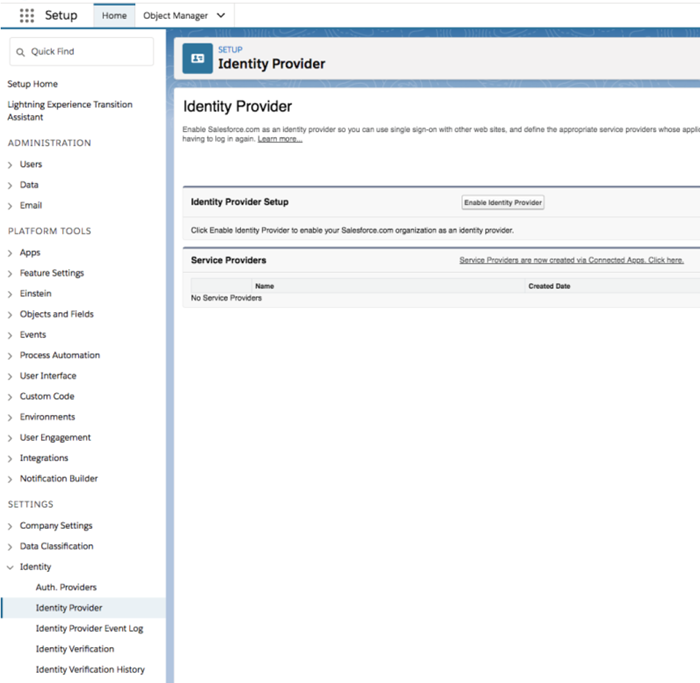 Setup
Home
Object Manager
Quick Find
Setup Home
Lightning Experience Transition
Assistant
ADMINISTRATION
Users
Data
Email
PLATFORM TOOLS
Apps
Feature Settings
Einstein
Objects and Fields
Events
Process Automation
User Interface
Custom Code
Environments
User Engagement
Integrations
Notification Builder
SETTINGS
Company Settings
Data Classification
Identity
Auth. Providers
Identity Provider
Identity Provider Event Log
Identity Verification
Identity Verification History
SETUP
Identity Provider
Identity Provider
Enable Salesforce.com as an identity provider so you can use single sign-on with other web sites, and define the appropriate service providers whose applic
having to log in again. Learn more...
Identity Provider Setup
Enable Identity Provider
Click Enable Identity Provider to enable your Salesforce.com organization as an identity provider.
Service Providers
Service Providers are now created via Connected Apps. Click here.
Name
Created Date
No Service Providers